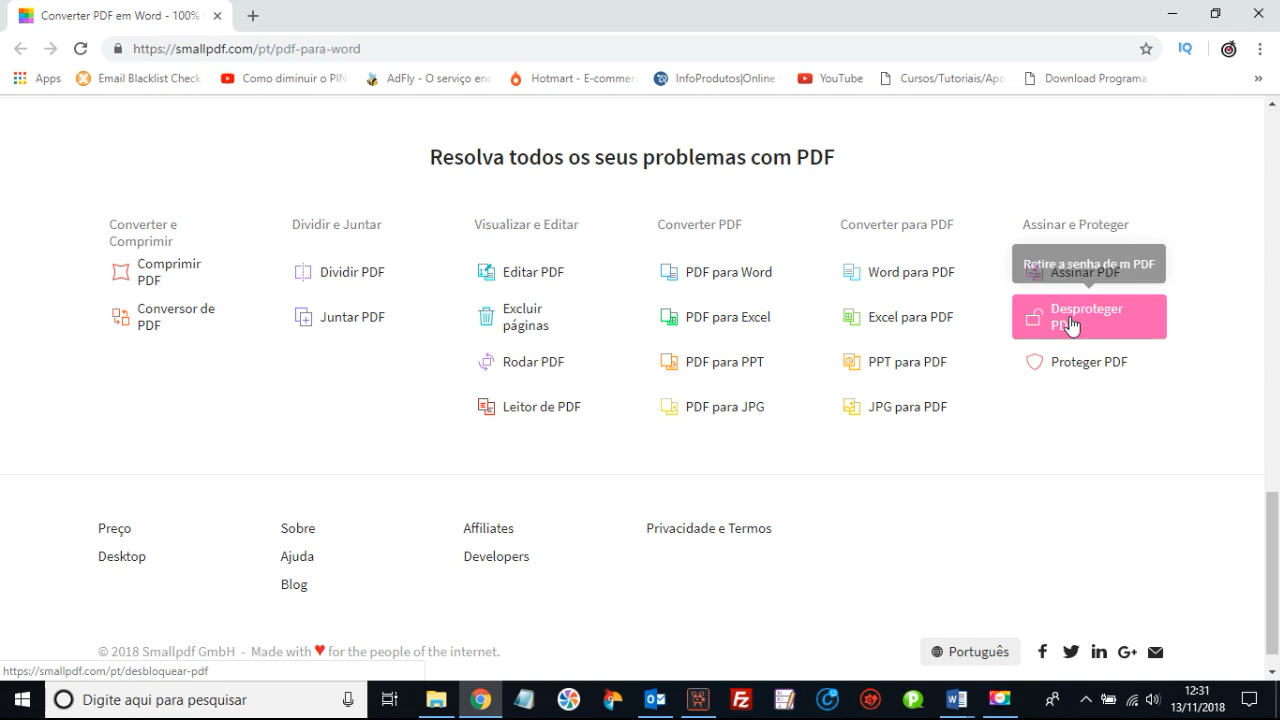 Converter PDF em Word - 100%
https://smallpdf.com/pt/pdf-para-word
IQ
Apps
Email Blacklist Check
Como diminuir o PIN
AdFly - O serviço enc
Hotmart - E-commer
InfoProdutos|Online
YouTube
Cursos/Tutoriais/Apo
Download Programa
Resolva todos os seus problemas com PDF
Converter e
Comprimir
Dividir e Juntar
Visualizar e Editar
Converter PDF
Converter para PDF
Assinar e Proteger
Comprimir
PDF
Dividir PDF
Editar PDF
PDF para Word
Word para PDF
Retire a senha de m PDF
Assinar PDF
Conversor de
PDF
Juntar PDF
Excluir
páginas
PDF para Excel
Excel para PDF
Desproteger
PDF
Rodar PDF
PDF para PPT
PPT para PDF
Proteger PDF
Leitor de PDF
PDF para JPG
JPG para PDF
Preço
Sobre
Affiliates
Privacidade e Termos
Desktop
Ajuda
Developers
Blog
© 2018 Smallpdf GmbH - Made with ♥ for the people of the internet.
Português
https://smallpdf.com/pt/desbloquear-pdf
Digite aqui para pesquisar
12:31
13/11/2018